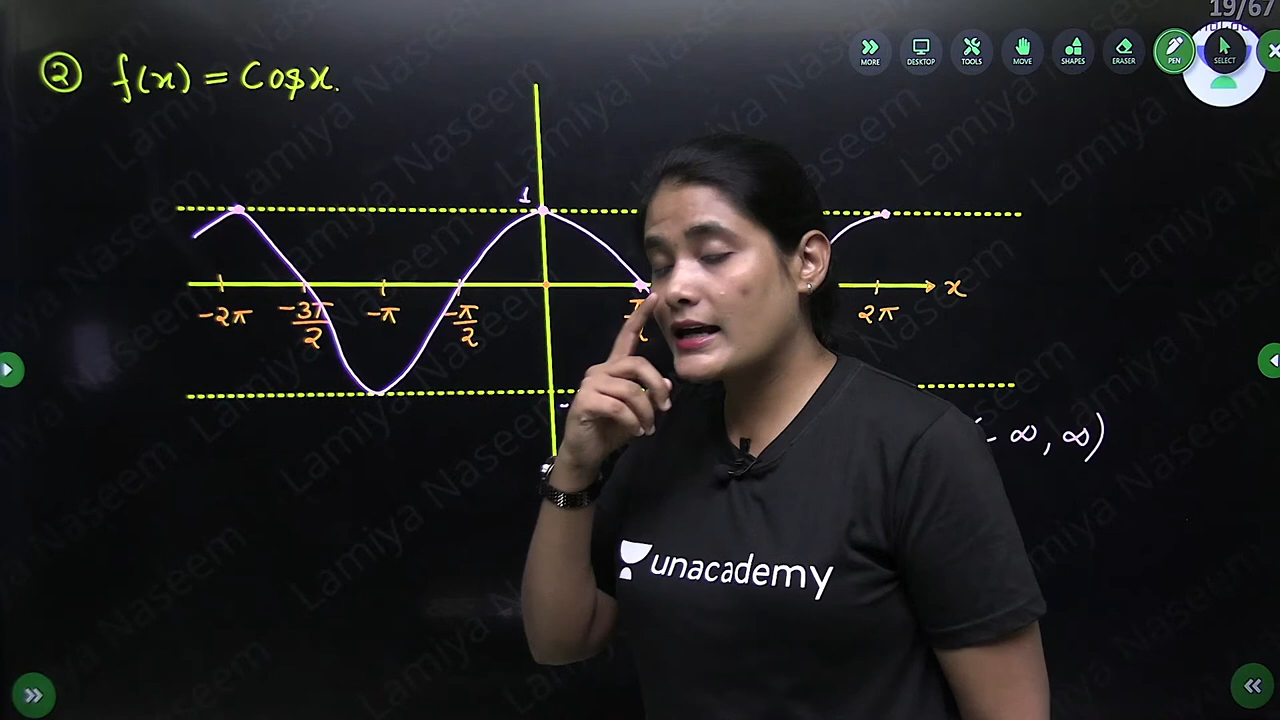 19/67
MORE DESKTOP TOOLS MOVE SHAPES ERASER PEN SELECT
② f(x) = Cosx.
1
-2π -3π/2 -π -π/2 2π x
-∞, ∞)
unacademy
Lamiya Naseem